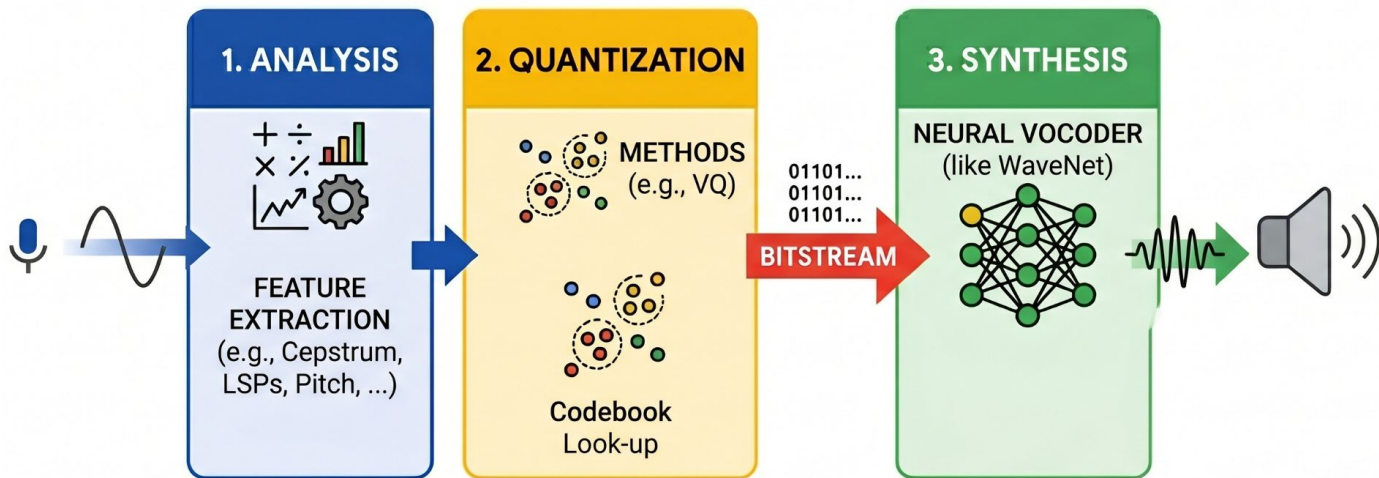 1. ANALYSIS
FEATURE
EXTRACTION
(e.g., Cepstrum,
LSPs, Pitch, ...)
2. QUANTIZATION
METHODS
(e.g., VQ)
Codebook
Look-up
01101...
01101...
01101...
BITSTREAM
3. SYNTHESIS
NEURAL VOCODER
(like WaveNet)